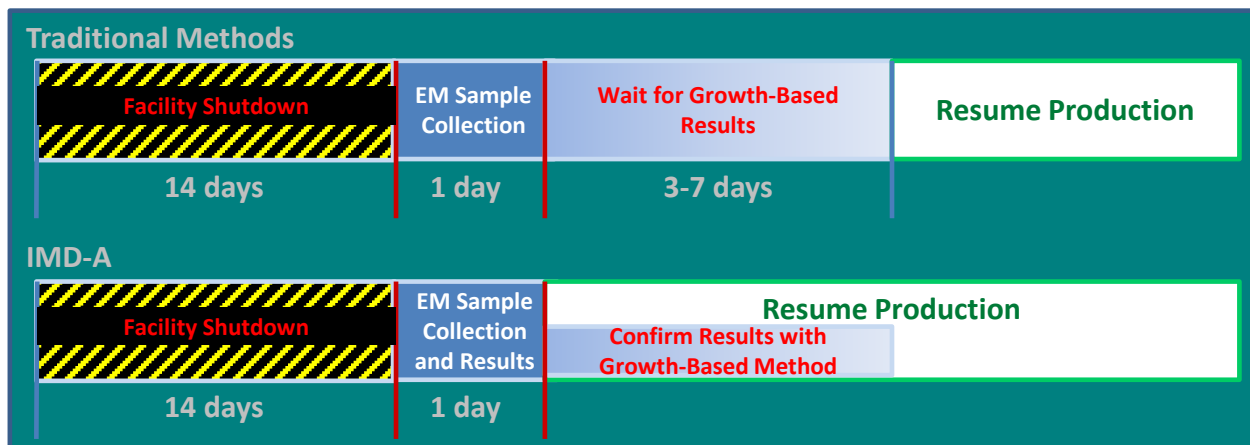 Traditional Methods
Facility Shutdown
EM Sample
Collection
Wait for Growth-Based
Results
Resume Production
14 days
1 day
3-7 days
IMD-A
Facility Shutdown
EM Sample
Collection
and Results
Resume Production
Confirm Results with
Growth-Based Method
14 days
1 day